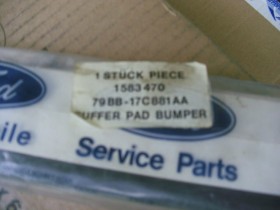 1 STUCK PIECE
1583470
79BB-17C881AA
BUFFER PAD BUMPER
Ford
Service Parts